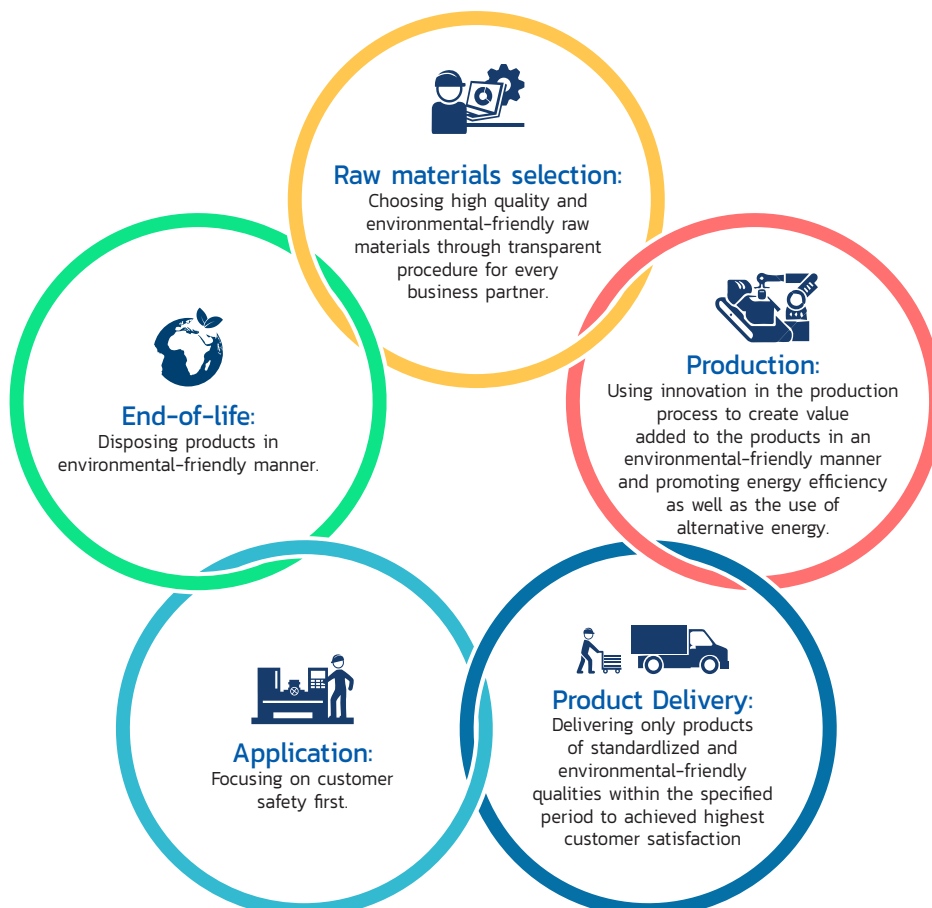 Raw materials selection:
Choosing high quality and
environmental-friendly raw
materials through transparent
procedure for every
business partner.
Production:
Using innovation in the production
process to create value
added to the products in an
environmental-friendly manner
and promoting energy efficiency
as well as the use of
alternative energy.
Product Delivery:
Delivering only products
of standardlized and
environmental-friendly
qualities within the specified
period to achieved highest
customer satisfaction
Application:
Focusing on customer
safety first.
End-of-life:
Disposing products in
environmental-friendly manner.